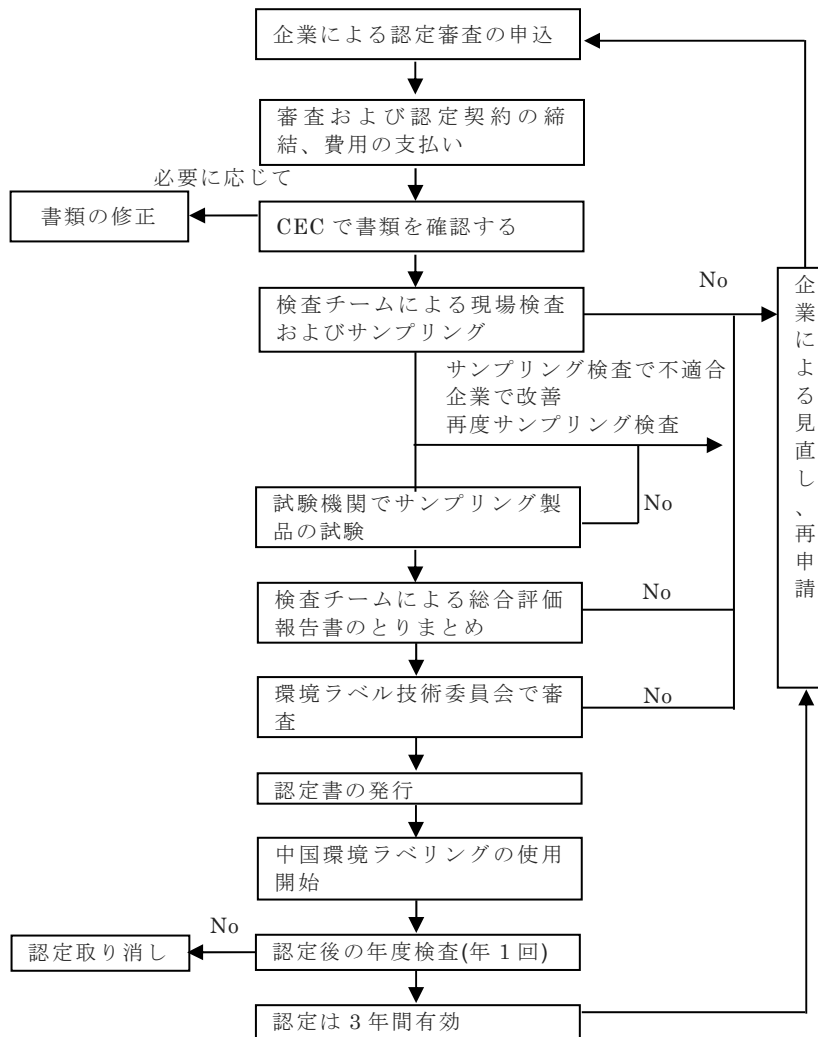 企業による認定審査の申込
審査および認定契約の締
結、費用の支払い
必要に応じて
書類の修正
CEC で書類を確認する
検査チームによる現場検査
およびサンプリング
No
企業による見直し、再申請
サンプリング検査で不適合
企業で改善
再度サンプリング検査
試験機関でサンプリング製
品の試験
No
検査チームによる総合評価
報告書のとりまとめ
No
環境ラベル技術委員会で審
査
No
認定書の発行
中国環境ラベリングの使用
開始
No
認定取り消し
認定後の年度検査(年 1 回)
認定は 3 年間有効